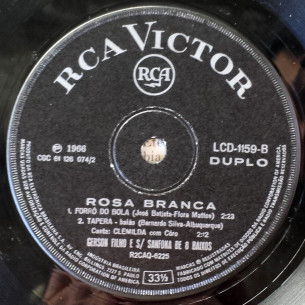 RCA VICTOR
RCA
℗ 1966
CGC 61 126 074/2
LCD-1159-B
DUPLO
ROSA BRANCA
1. FORRÓ DO BOLA (José Batista-Flora Mattos) 2:23
2. TAPERA - baião (Bernardo Silva-Albuquerque)
Canta: CLEMILDA com Côro 2:12
GERSON FILHO E S/ SANFONA DE 8 BAIXOS
R2CAQ-6225
INDÚSTRIA BRASILEIRA
33⅓
MARCAS ® REGISTRADAS